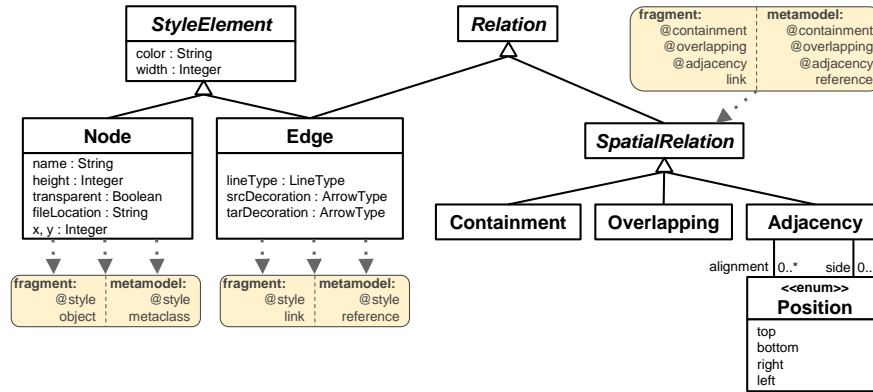 StyleElement
color : String
width : Integer
Relation
fragment: metamodel:
@containment @containment
@overlapping @overlapping
@adjacency @adjacency
link reference
Node
name : String
height : Integer
transparent : Boolean
fileLocation : String
x, y : Integer
Edge
lineType : LineType
srcDecoration : ArrowType
tarDecoration : ArrowType
SpatialRelation
Containment
Overlapping
Adjacency
fragment: metamodel:
@style @style
object metaclass
fragment: metamodel:
@style @style
link reference
alignment 0..* side 0..
<<enum>>
Position
top
bottom
right
left